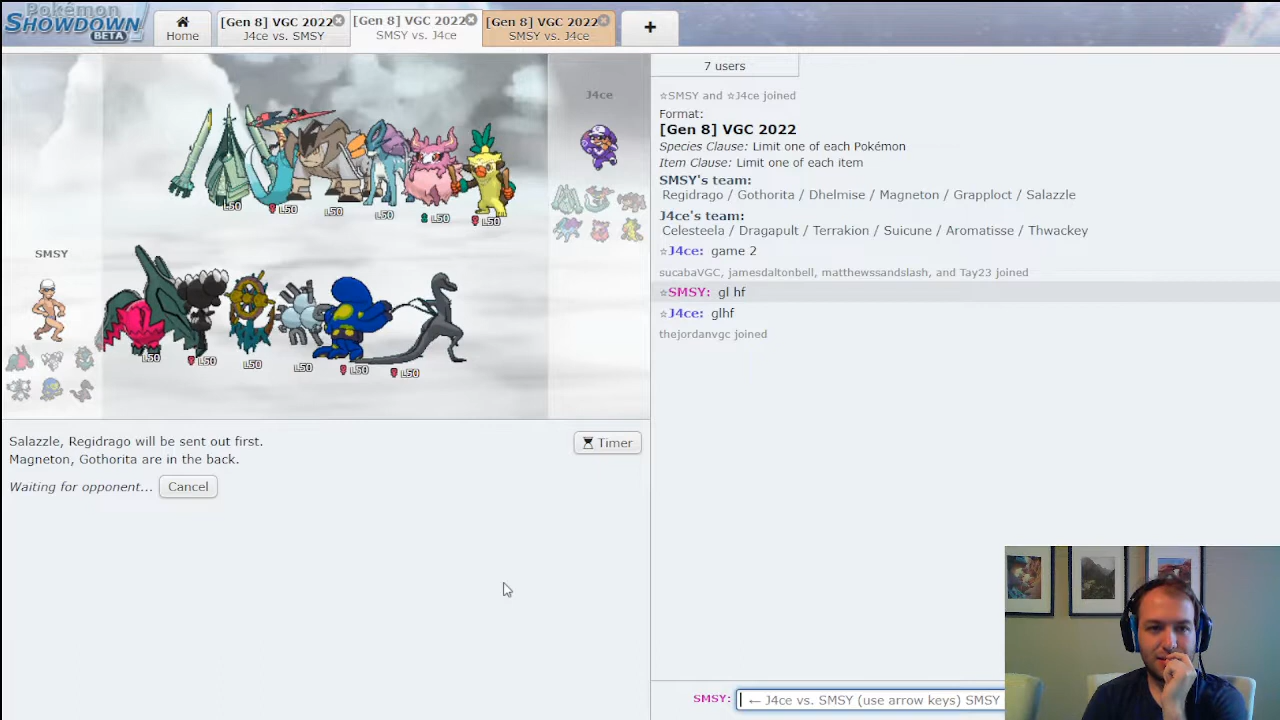 Pokémon
SHOWDOWN
BETA
Home
[Gen 8] VGC 2022
J4ce vs. SMSY
[Gen 8] VGC 2022
SMSY vs. J4ce
[Gen 8] VGC 2022
SMSY vs. J4ce
+
7 users
☆SMSY and ☆J4ce joined
Format:
[Gen 8] VGC 2022
Species Clause: Limit one of each Pokémon
Item Clause: Limit one of each item
SMSY's team:
Regidrago / Gothorita / Dhelmise / Magneton / Grapploct / Salazzle
J4ce's team:
Celesteela / Dragapult / Terrakion / Suicune / Aromatisse / Thwackey
☆J4ce: game 2
sucabaVGC, jamesdaltonbell, matthewssandslash, and Tay23 joined
☆SMSY: gl hf
☆J4ce: glhf
thejordanvgc joined
J4ce
L50
L50
L50
L50
L50
L50
SMSY
L50
L50
L50
L50
L50
L50
Salazzle, Regidrago will be sent out first.
Magneton, Gothorita are in the back.
Waiting for opponent... Cancel
Timer
SMSY: ← J4ce vs. SMSY (use arrow keys) SMSY